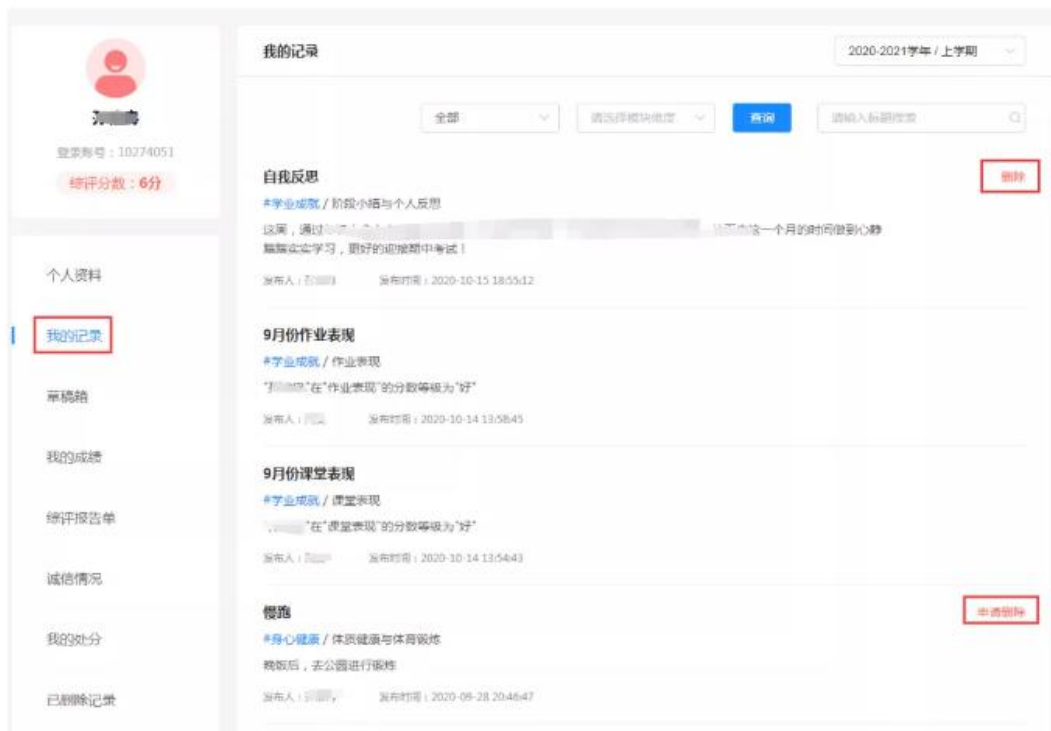 我的记录
2020-2021学年 / 上学期
登录账号：10274051
综评分数：6分
全部
请选择模块维度
查询
请输入标题搜索
个人资料
我的记录
草稿箱
我的成绩
综评报告单
诚信情况
我的处分
已删除记录
自我反思
删除
#学业成就 / 阶段小结与个人反思
这周，通过
一个月的时间做到心静
踏踏实实学习，更好的迎接期中考试！
发布人：
发布时间：2020-10-15 18:55:12
9月份作业表现
#学业成就 / 作业表现
在"作业表现"的分数等级为"好"
发布人：
发布时间：2020-10-14 13:58:45
9月份课堂表现
#学业成就 / 课堂表现
"在"课堂表现"的分数等级为"好"
发布人：
发布时间：2020-10-14 13:54:43
慢跑
申请删除
#身心健康 / 体质健康与体育锻炼
晚饭后，去公园进行锻炼
发布人：
发布时间：2020-09-28 20:46:47